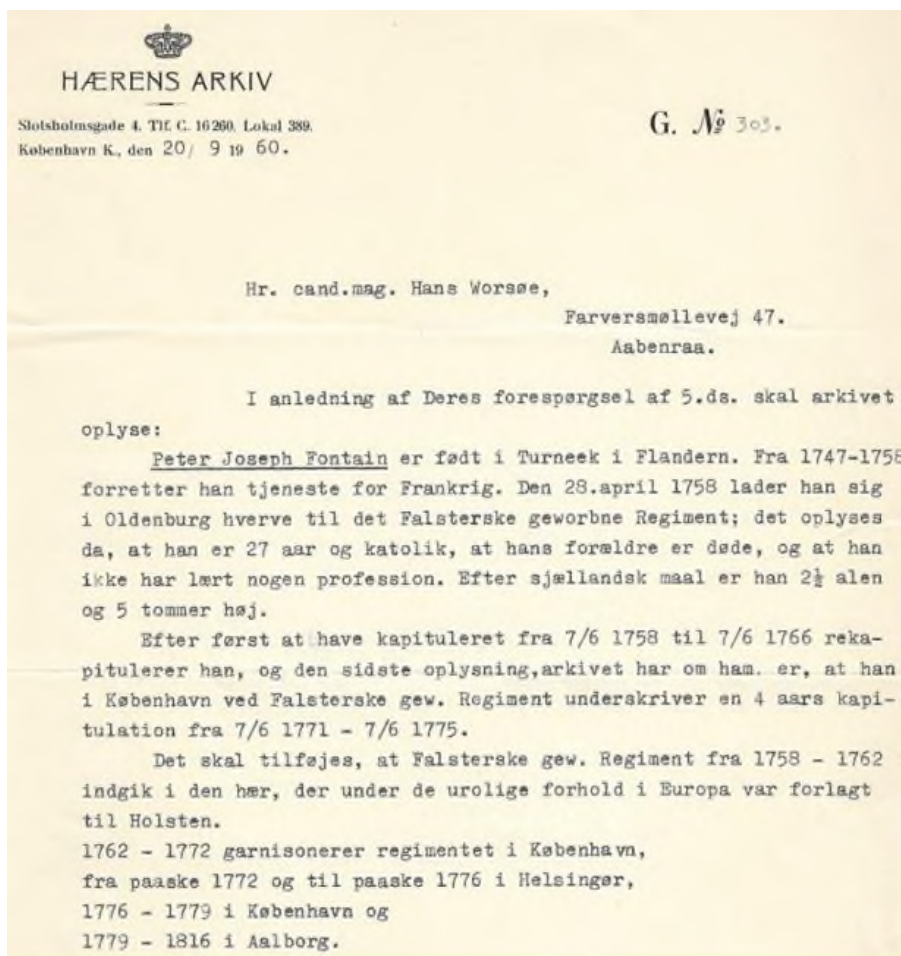 HÆRENS ARKIV
Slotsholmsgade 4. Tlf. C. 16260. Lokal 389.
København K., den 20/ 9 19 60.
G. № 303.
Hr. cand.mag. Hans Worsøe,
Farversmøllevej 47.
Aabenraa.
I anledning af Deres forespørgsel af 5.ds. skal arkivet
oplyse:
Peter Joseph Fontain er født i Turneek i Flandern. Fra 1747-1758
forretter han tjeneste for Frankrig. Den 28.april 1758 lader han sig
i Oldenburg hverve til det Falsterske geworbne Regiment; det oplyses
da, at han er 27 aar og katolik, at hans forældre er døde, og at han
ikke har lært nogen profession. Efter sjællandsk maal er han 2½ alen
og 5 tommer høj.
Efter først at have kapituleret fra 7/6 1758 til 7/6 1766 reka-
pitulerer han, og den sidste oplysning,arkivet har om ham. er, at han
i København ved Falsterske gew. Regiment underskriver en 4 aars kapi-
tulation fra 7/6 1771 - 7/6 1775.
Det skal tilføjes, at Falsterske gew. Regiment fra 1758 - 1762
indgik i den hær, der under de urolige forhold i Europa var forlagt
til Holsten.
1762 - 1772 garnisonerer regimentet i København,
fra paaske 1772 og til paaske 1776 i Helsingør,
1776 - 1779 i København og
1779 - 1816 i Aalborg.